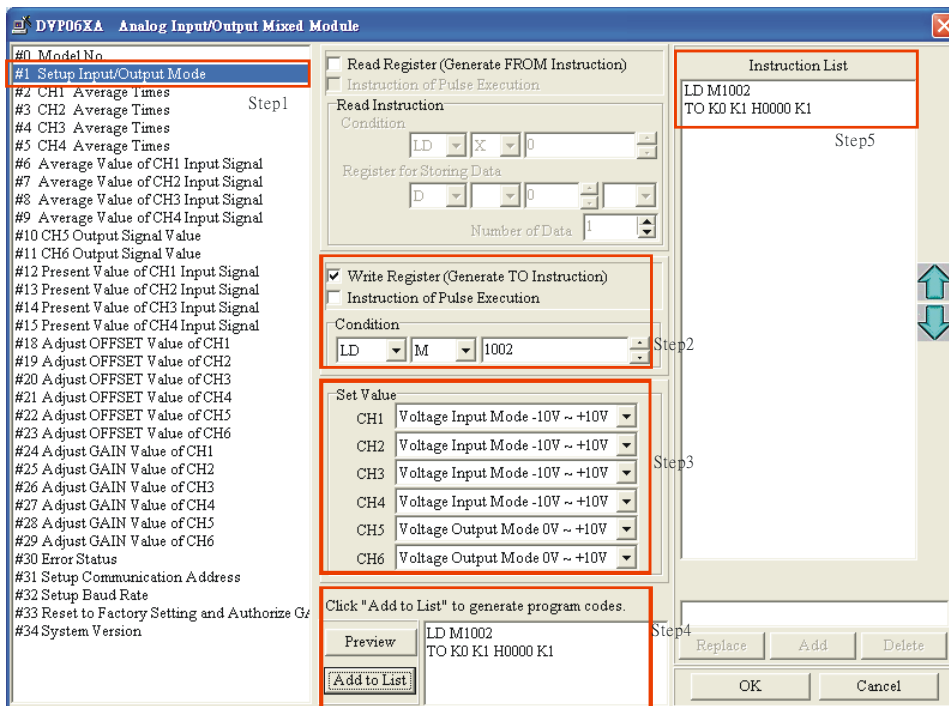 DVP06XA Analog Input/Output Mixed Module
#0 Model No
#1 Setup Input/Output Mode
#2 CH1 Average Times
#3 CH2 Average Times
#4 CH3 Average Times
#5 CH4 Average Times
#6 Average Value of CH1 Input Signal
#7 Average Value of CH2 Input Signal
#8 Average Value of CH3 Input Signal
#9 Average Value of CH4 Input Signal
#10 CH5 Output Signal Value
#11 CH6 Output Signal Value
#12 Present Value of CH1 Input Signal
#13 Present Value of CH2 Input Signal
#14 Present Value of CH3 Input Signal
#15 Present Value of CH4 Input Signal
#18 Adjust OFFSET Value of CH1
#19 Adjust OFFSET Value of CH2
#20 Adjust OFFSET Value of CH3
#21 Adjust OFFSET Value of CH4
#22 Adjust OFFSET Value of CH5
#23 Adjust OFFSET Value of CH6
#24 Adjust GAIN Value of CH1
#25 Adjust GAIN Value of CH2
#26 Adjust GAIN Value of CH3
#27 Adjust GAIN Value of CH4
#28 Adjust GAIN Value of CH5
#29 Adjust GAIN Value of CH6
#30 Error Status
#31 Setup Communication Address
#32 Setup Baud Rate
#33 Reset to Factory Setting and Authorize GA
#34 System Version
Step1
Read Register (Generate FROM Instruction)
Instruction of Pulse Execution
Read Instruction
Condition
LD X 0
Register for Storing Data
D 0
Number of Data 1
Write Register (Generate TO Instruction)
Instruction of Pulse Execution
Condition
LD M 1002
Step2
Set Value
CH1 Voltage Input Mode -10V ~ +10V
CH2 Voltage Input Mode -10V ~ +10V
CH3 Voltage Input Mode -10V ~ +10V
CH4 Voltage Input Mode -10V ~ +10V
CH5 Voltage Output Mode 0V ~ +10V
CH6 Voltage Output Mode 0V ~ +10V
Step3
Click "Add to List" to generate program codes.
Preview
Add to List
LD M1002
TO K0 K1 H0000 K1
Step4
Instruction List
LD M1002
TO K0 K1 H0000 K1
Step5
Replace Add Delete
OK Cancel